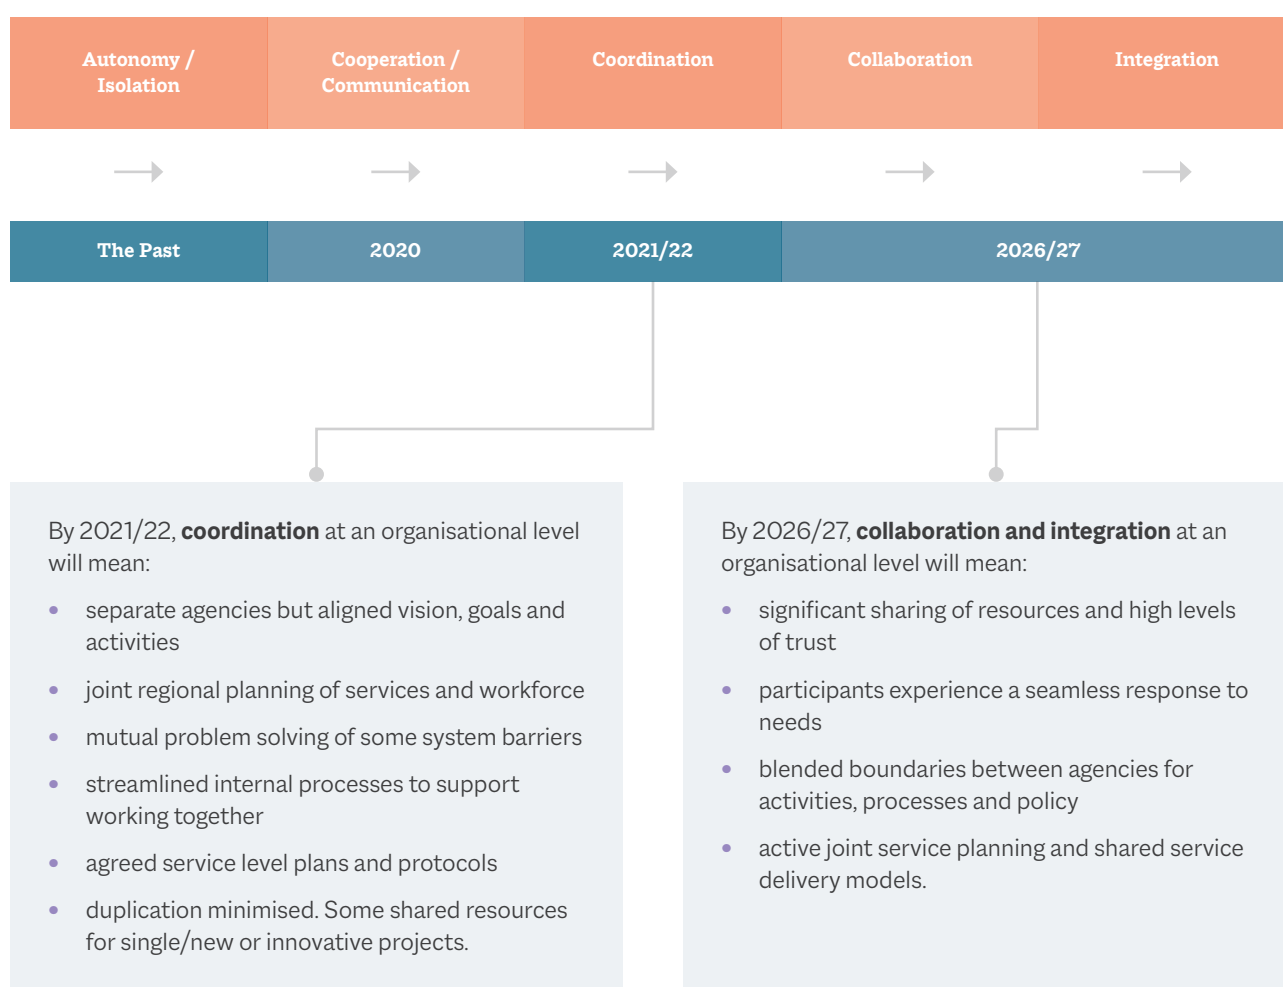 Autonomy /
Isolation
Cooperation /
Communication
Coordination
Collaboration
Integration
The Past
2020
2021/22
2026/27
By 2021/22, coordination at an organisational level
will mean:
• separate agencies but aligned vision, goals and
activities
• joint regional planning of services and workforce
• mutual problem solving of some system barriers
• streamlined internal processes to support
working together
• agreed service level plans and protocols
• duplication minimised. Some shared resources
for single/new or innovative projects.
By 2026/27, collaboration and integration at an
organisational level will mean:
• significant sharing of resources and high levels
of trust
• participants experience a seamless response to
needs
• blended boundaries between agencies for
activities, processes and policy
• active joint service planning and shared service
delivery models.